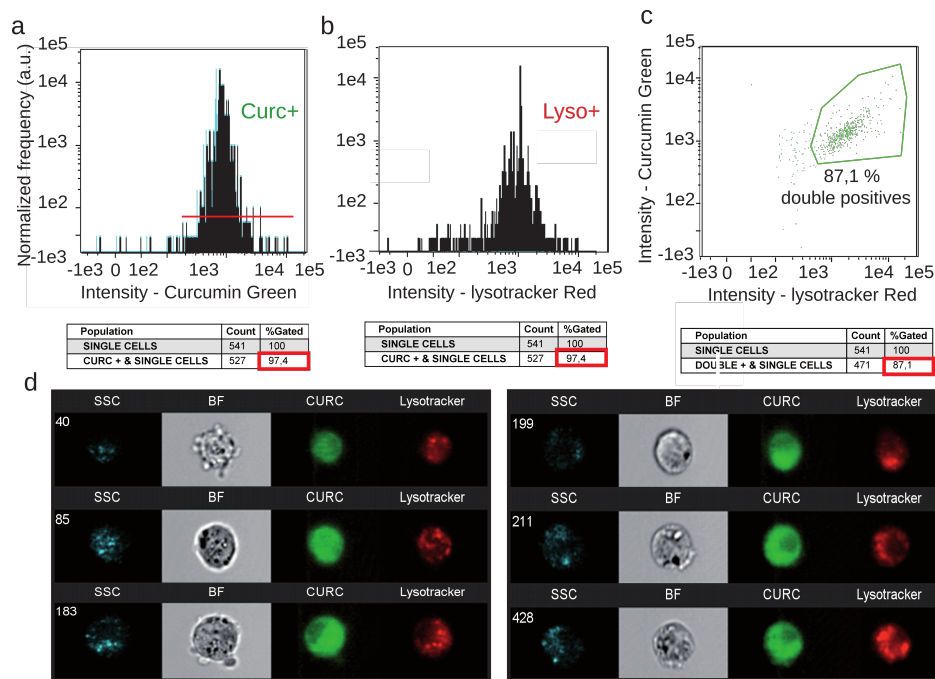 a
b
c
Normalized frequency (a.u.)
1e5
1e4
1e3
1e2
-1e3
Curc+
-1e3 0 1e2 1e3 1e4 1e5
Intensity - Curcumin Green
1e5
1e4
1e3
1e2
-1e3
Lyso+
-1e3 0 1e2 1e3 1e4 1e5
Intensity - lysotracker Red
Intensity - Curcumin Green
1e5
1e4
1e3
1e2
0
-1e3
87,1 %
double positives
-1e3 0 1e2 1e3 1e4 1e5
Intensity - lysotracker Red
Population Count %Gated
SINGLE CELLS 541 100
CURC + & SINGLE CELLS 527 97,4
Population Count %Gated
SINGLE CELLS 541 100
CURC + & SINGLE CELLS 527 97,4
Population Count %Gated
SINGLE CELLS 541 100
DOUBLE + & SINGLE CELLS 471 87,1
d
SSC BF CURC Lysotracker
40
SSC BF CURC Lysotracker
85
SSC BF CURC Lysotracker
183
SSC BF CURC Lysotracker
199
SSC BF CURC Lysotracker
211
SSC BF CURC Lysotracker
428